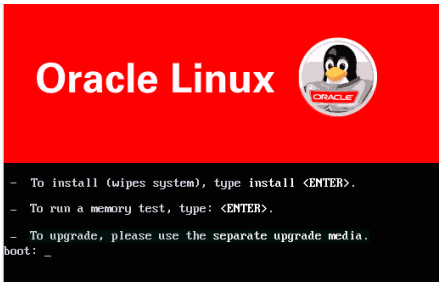 Oracle Linux
ORACLE
- To install (wipes system), type install <ENTER>.
- To run a memory test, type: <ENTER>.
- To upgrade, please use the separate upgrade media.
boot: _